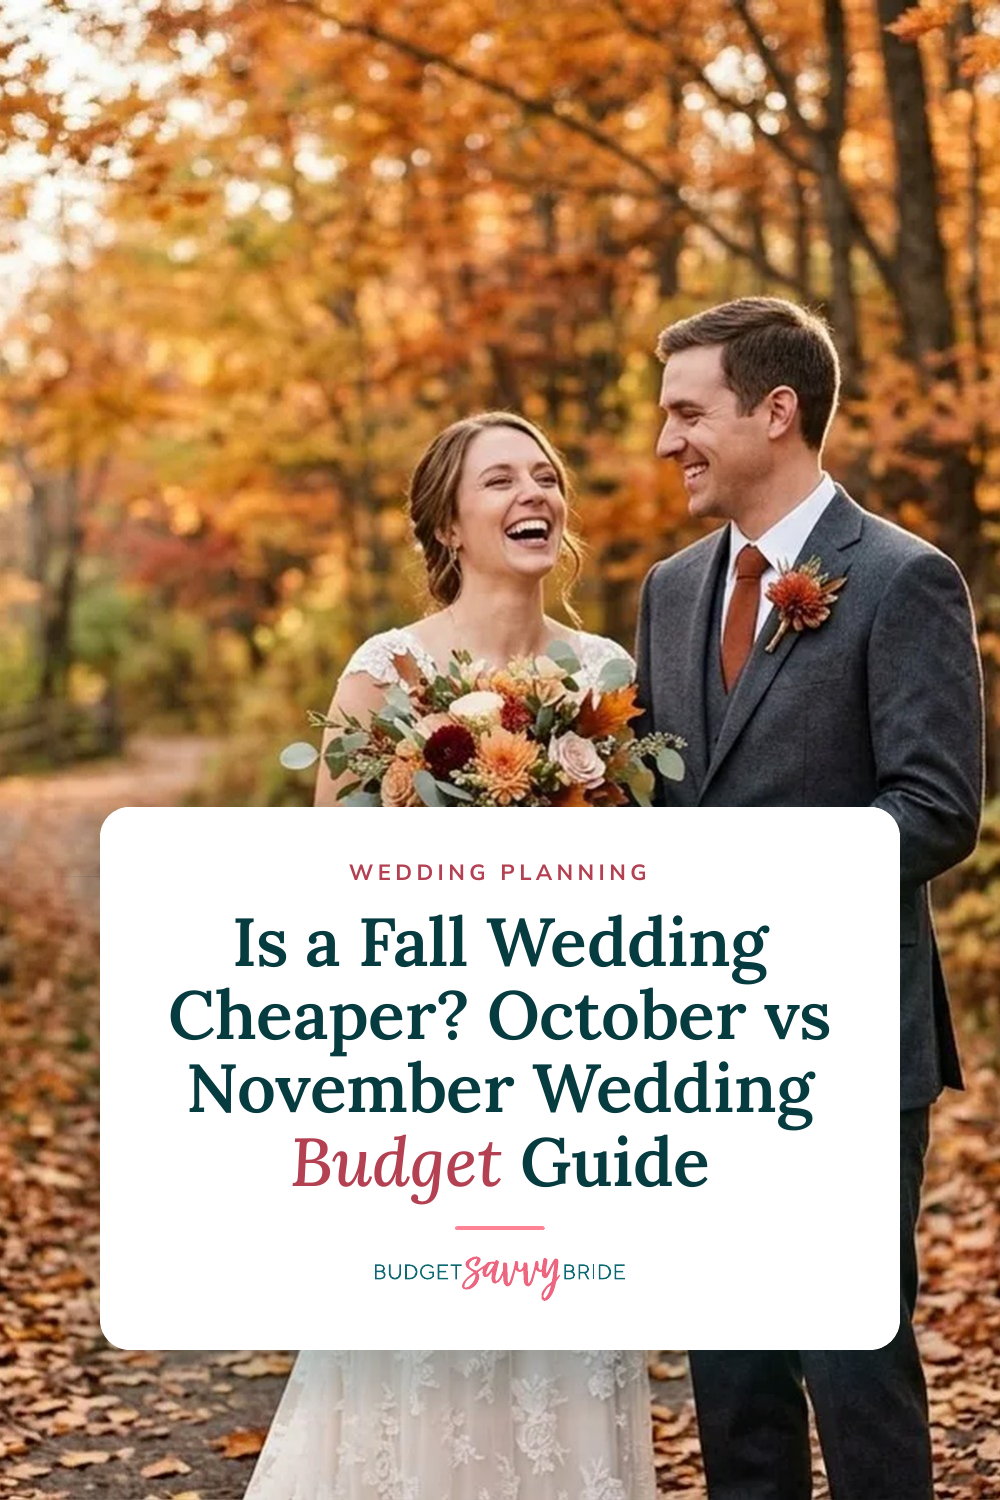 WEDDING PLANNING
Is a Fall Wedding
Cheaper? October vs
November Wedding
Budget Guide
BUDGET savvy BRIDE